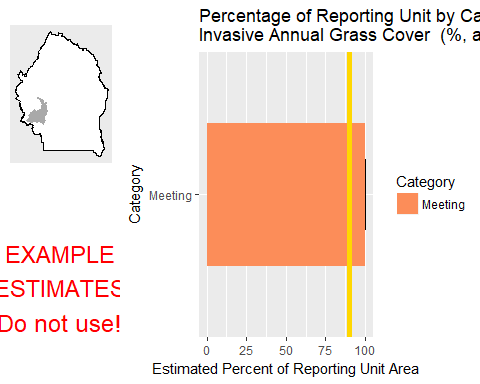 Percentage of Reporting Unit by Ca
Invasive Annual Grass Cover (%, a
Category
Meeting
Category
Meeting
EXAMPLE
ESTIMATES
Do not use!
0 25 50 75 100
Estimated Percent of Reporting Unit Area